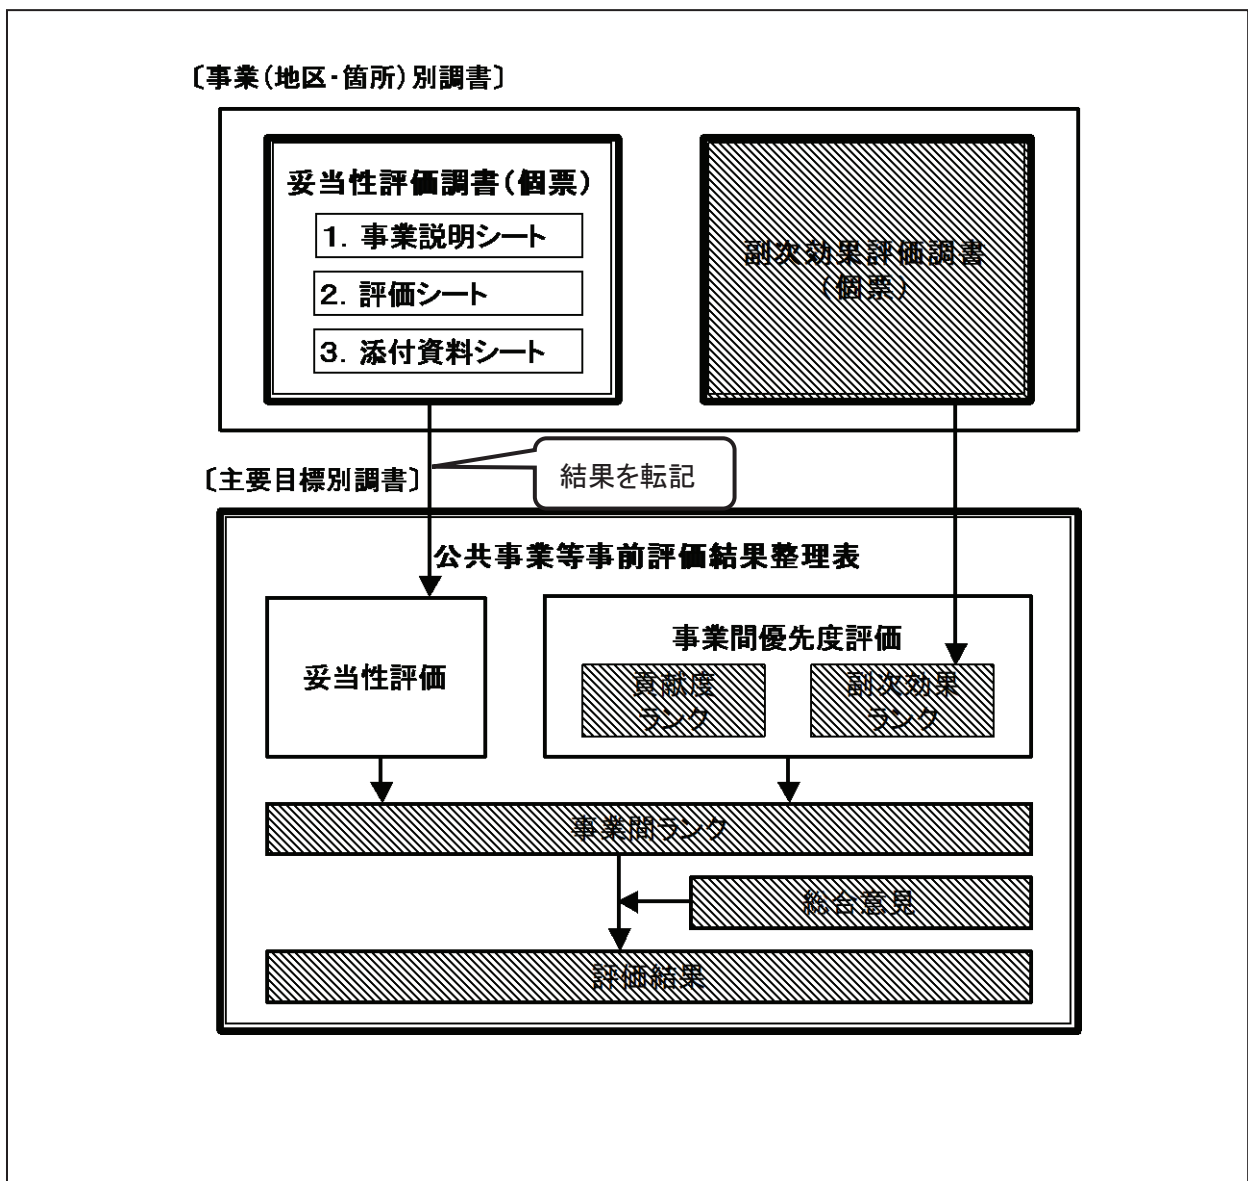 〔事業(地区・箇所)別調書〕
妥当性評価調書(個票)
1. 事業説明シート
2. 評価シート
3. 添付資料シート
副次効果評価調書
(個票)
結果を転記
〔主要目標別調書〕
公共事業等事前評価結果整理表
妥当性評価
事業間優先度評価
貢献度
ランク
副次効果
ランク
事業間ランク
総合意見
評価結果